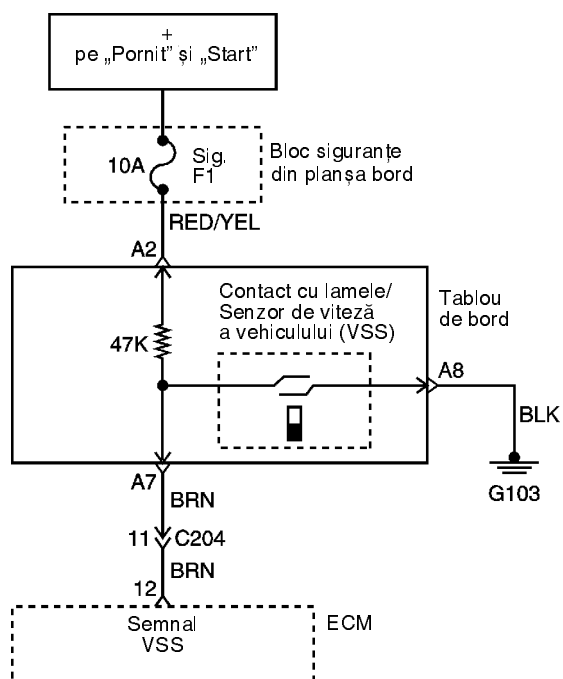 +
pe „Pornit” și „Start”
10A
Sig.
F1
Bloc siguranțe
din planșa bord
RED/YEL
A2
Contact cu lamele/
Senzor de viteză
a vehiculului (VSS)
Tablou
de bord
47K
A8
BLK
G103
A7
BRN
11
C204
BRN
12
Semnal
VSS
ECM